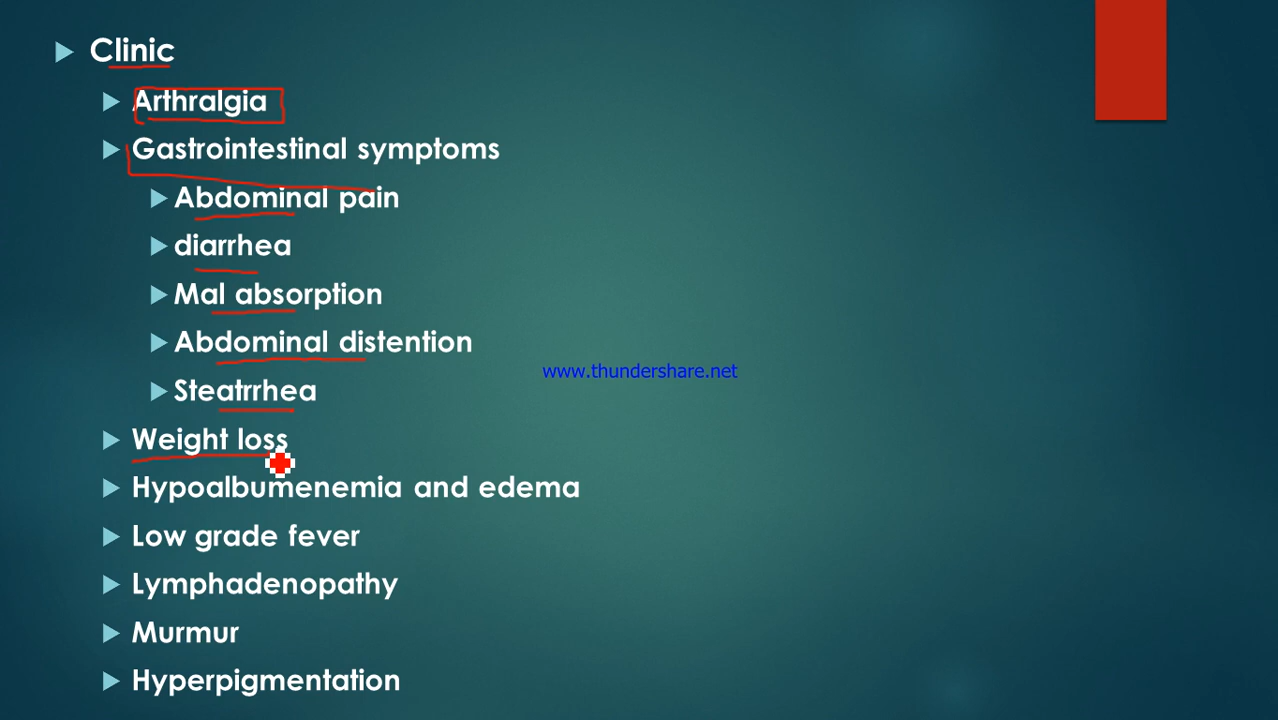 Clinic
Arthralgia
Gastrointestinal symptoms
Abdominal pain
diarrhea
Mal absorption
Abdominal distention
www.thundershare.net
Steatrrhea
Weight loss
Hypoalbumenemia and edema
Low grade fever
Lymphadenopathy
Murmur
Hyperpigmentation